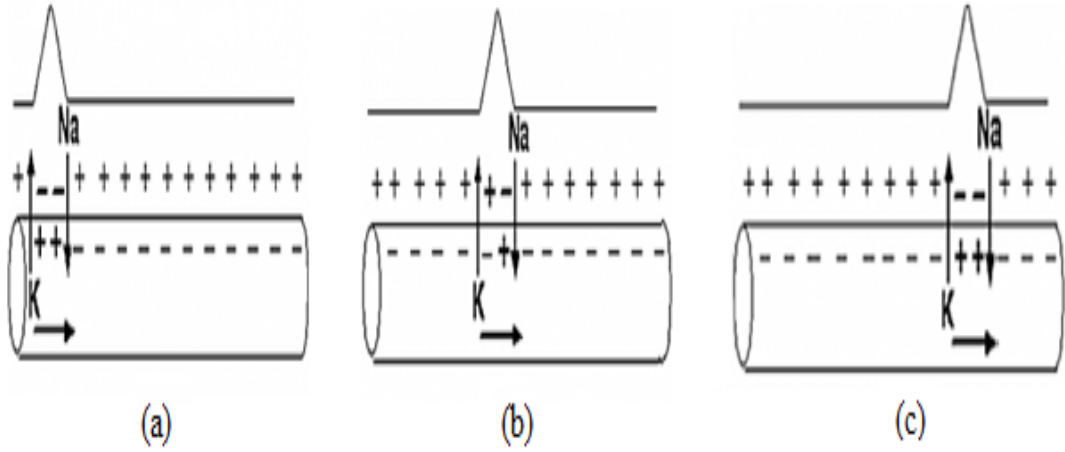 Na
Na
Na
+ - - + + + + + + + + + + +
+ + + + + + - + + + + + + +
+ + + + + + + + - - + + +
+ + - - - - - - - - - - -
- - - - - - - + - - - - - -
- - - - - - - - + + - - -
K
K
K
(a)
(b)
(c)